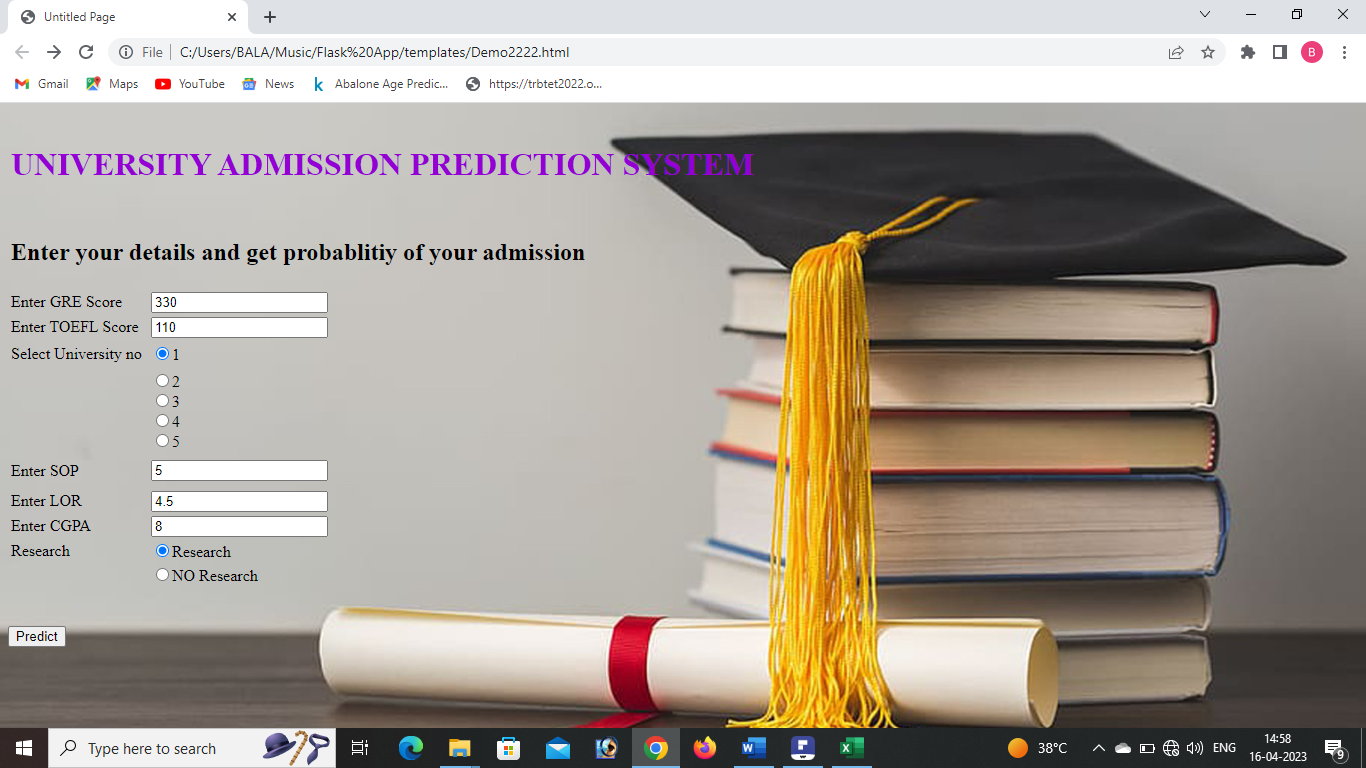 Untitled Page
File C:/Users/BALA/Music/Flask%20App/templates/Demo2222.html
B
Gmail Maps YouTube News Abalone Age Predic... https://trbtet2022.o...
UNIVERSITY ADMISSION PREDICTION SYSTEM
Enter your details and get probablitiy of your admission
Enter GRE Score 330
Enter TOEFL Score 110
Select University no 1
2
3
4
5
Enter SOP 5
Enter LOR 4.5
Enter CGPA 8
Research Research
NO Research
Predict
Type here to search 38°C ENG 14:58
16-04-2023 9